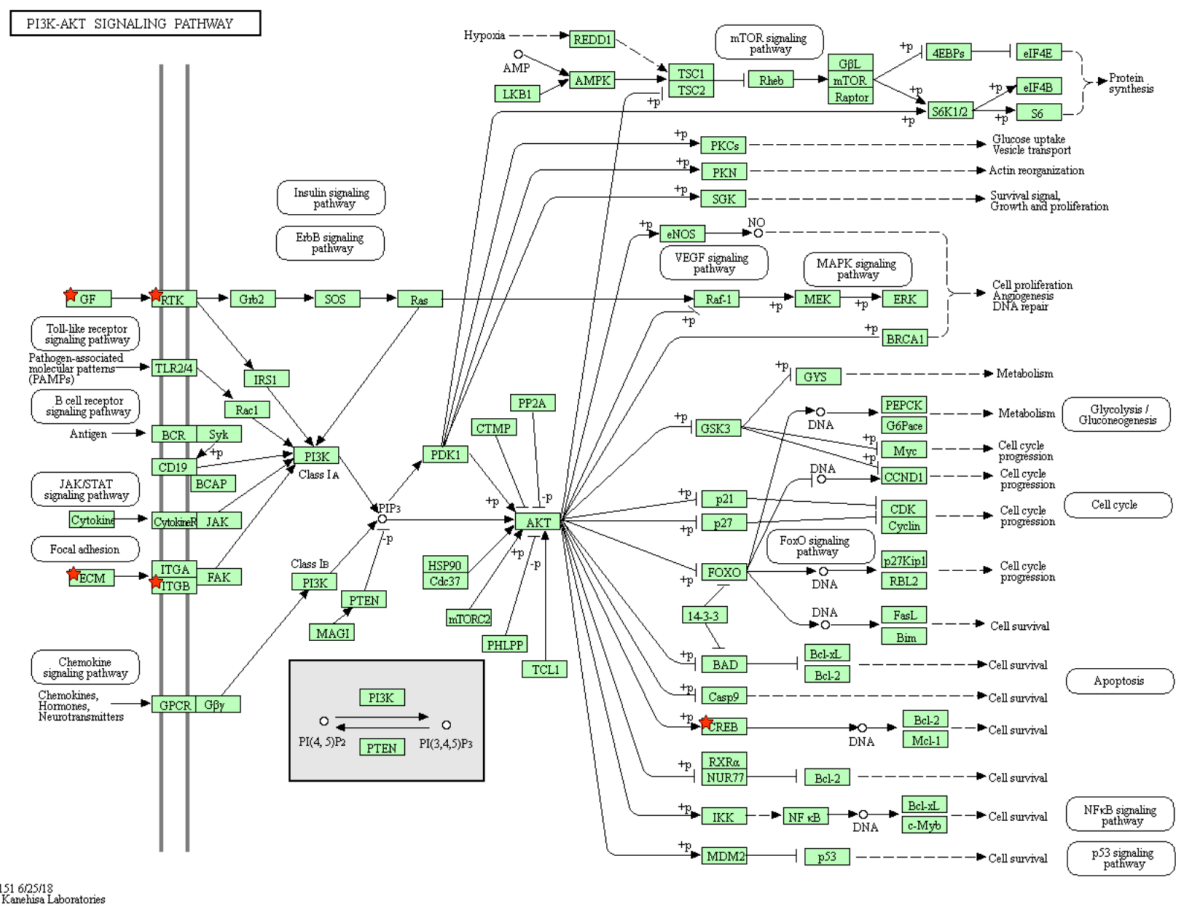 PI3K-AKT SIGNALING PATHWAY
Hypoxia
REDD1
AMP
LKB1
AMPK
+p
TSC1
TSC2
Rheb
mTOR signaling
pathway
GβL
mTOR
Raptor
+p
4EBPs
eIF4E
+p
S6K1/2
+p
eIF4B
+p
S6
+p
Protein
synthesis
+p
PKCs
Glucose uptake
Vesicle transport
+p
PKN
Actin reorganization
+p
SGK
Survival signal,
Growth and proliferation
Insulin signaling
pathway
ErbB signaling
pathway
+p
eNOS
NO
VEGF signaling
pathway
MAPK signaling
pathway
GF
RTK
Grb2
SOS
Ras
Raf-1
+p
+p
MEK
+p
ERK
Cell proliferation
Angiogenesis
DNA repair
+p
BRCA1
Toll-like receptor
signaling pathway
Pathogen-associated
molecular patterns
(PAMPs)
TLR2/4
IRS1
Rac1
B cell receptor
signaling pathway
Antigen
BCR
Syk
+p
CD19
BCAP
PI3K
Class IA
PDK1
CTMP
PP2A
+p
GYS
Metabolism
+p
GSK3
DNA
PEPCK
G6Pace
Metabolism
Glycolysis /
Gluconeogenesis
+p
Myc
Cell cycle
progression
+p
DNA
CCND1
Cell cycle
progression
JAK/STAT
signaling pathway
Cytokine
CytokineR
JAK
PIP3
-p
+p
-p
AKT
+p
-p
+p
p21
+p
p27
CDK
Cyclin
Cell cycle
progression
Cell cycle
Focal adhesion
ECM
ITGA
ITGB
FAK
Class IB
PI3K
PTEN
MAGI
HSP90
Cdc37
mTORC2
PHLPP
TCL1
FoxO signaling
pathway
+p
FOXO
DNA
p27Kip1
RBL2
Cell cycle
progression
14-3-3
DNA
FasL
Bim
Cell survival
+p
BAD
Bcl-xL
Bcl-2
Cell survival
Apoptosis
+p
Casp9
Cell survival
Chemokine
signaling pathway
Chemokines,
Hormones,
Neurotransmitters
GPCR
Gβγ
PI3K
PI(4,5)P2
PI(3,4,5)P3
PTEN
+p
CREB
DNA
Bcl-2
Mcl-1
Cell survival
+p
RXRα
NUR77
Bcl-2
Cell survival
+p
IKK
NFκB
DNA
Bcl-xL
c-Myb
Cell survival
NFκB signaling
pathway
+p
MDM2
p53
Cell survival
p53 signaling
pathway
151 6/25/18
Kanehisa Laboratories